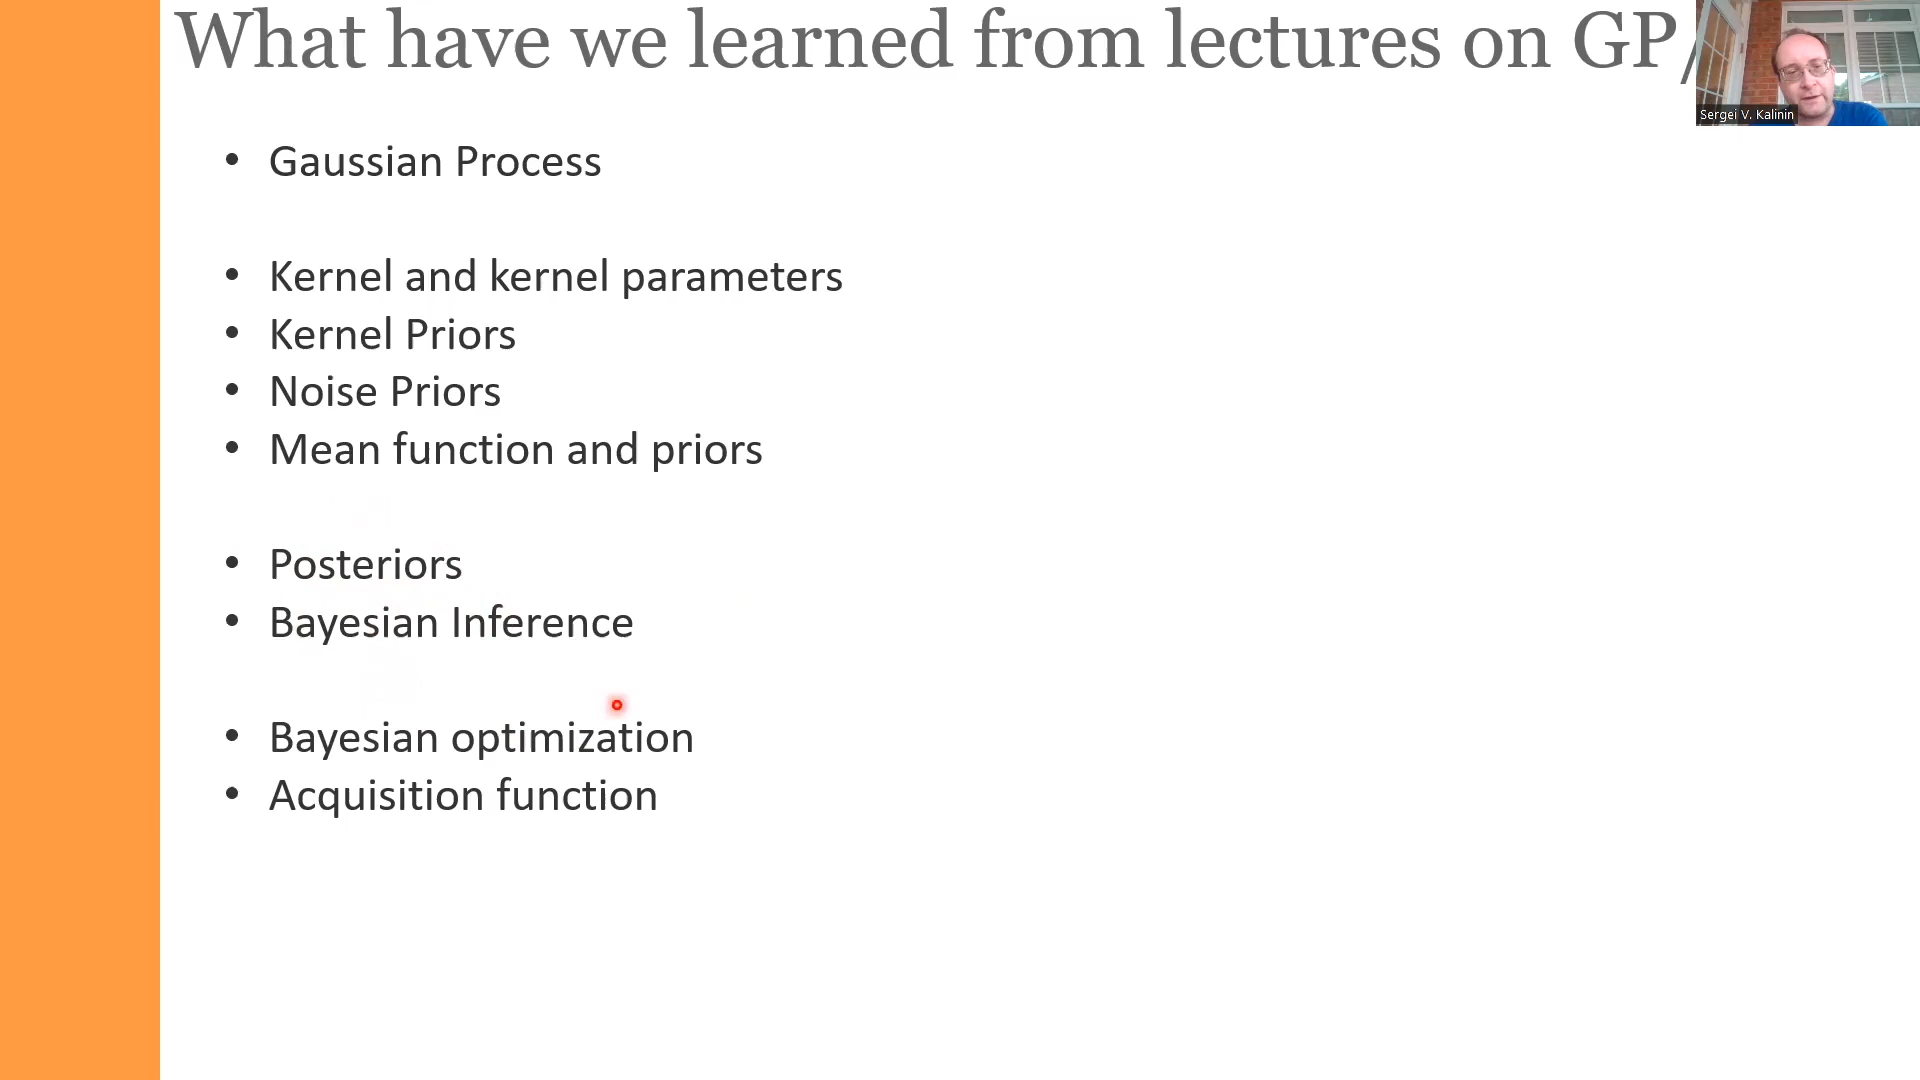 What have we learned from lectures on GP/
Sergei V. Kalinin
• Gaussian Process
• Kernel and kernel parameters
• Kernel Priors
• Noise Priors
• Mean function and priors
• Posteriors
• Bayesian Inference
• Bayesian optimization
• Acquisition function